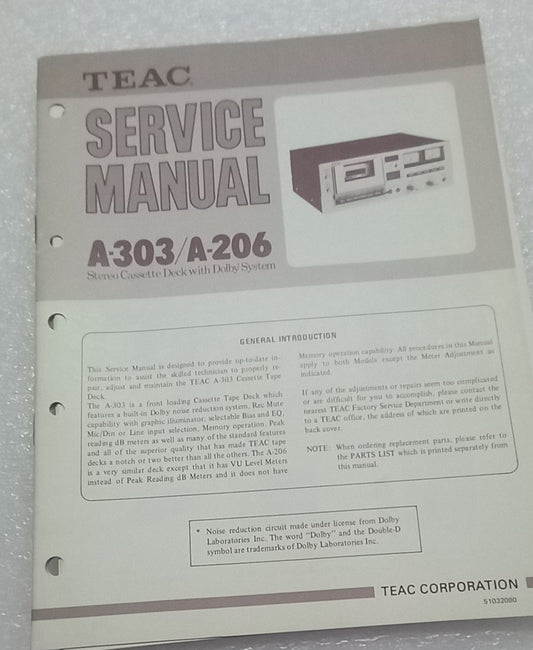 TEAC
SERVICE
MANUAL
A-303/A-206
Stereo Cassette Deck with Dolby System
GENERAL INTRODUCTION
This Service Manual is designed to provide up-to-date in-
formation to assist the skilled technician to properly re-
pair, adjust and maintain the TEAC A-303 Cassette Tape
Deck.
The A-303 is a front loading Cassette Tape Deck which
features a built-in Dolby noise reduction system, Rec Mute
capability with graphic illuminator, selectable Bias and EQ,
Mic/Din or Line input selection, Memory operation, Peak
reading dB meters as well as many of the standard features
and all of the superior quality that has made TEAC tape
decks a notch or two better than all the others. The A-206
is a very similar deck except that it has VU Level Meters
instead of Peak Reading dB Meters and it does not have
Memory operation capability. All procedures in this Manual
apply to both Models except the Meter Adjustment as
indicated.
If any of the adjustments or repairs seem too complicated
or are difficult for you to accomplish, please contact the
nearest TEAC Factory Service Department or write directly
to a TEAC office, the address of which are printed on the
back cover.
NOTE: When ordering replacement parts, please refer to
the PARTS LIST which is printed separately from
this manual.
* Noise reduction circuit made under license from Dolby
Laboratories Inc. The word "Dolby" and the Double-D
symbol are trademarks of Dolby Laboratories Inc.
TEAC CORPORATION
51032080